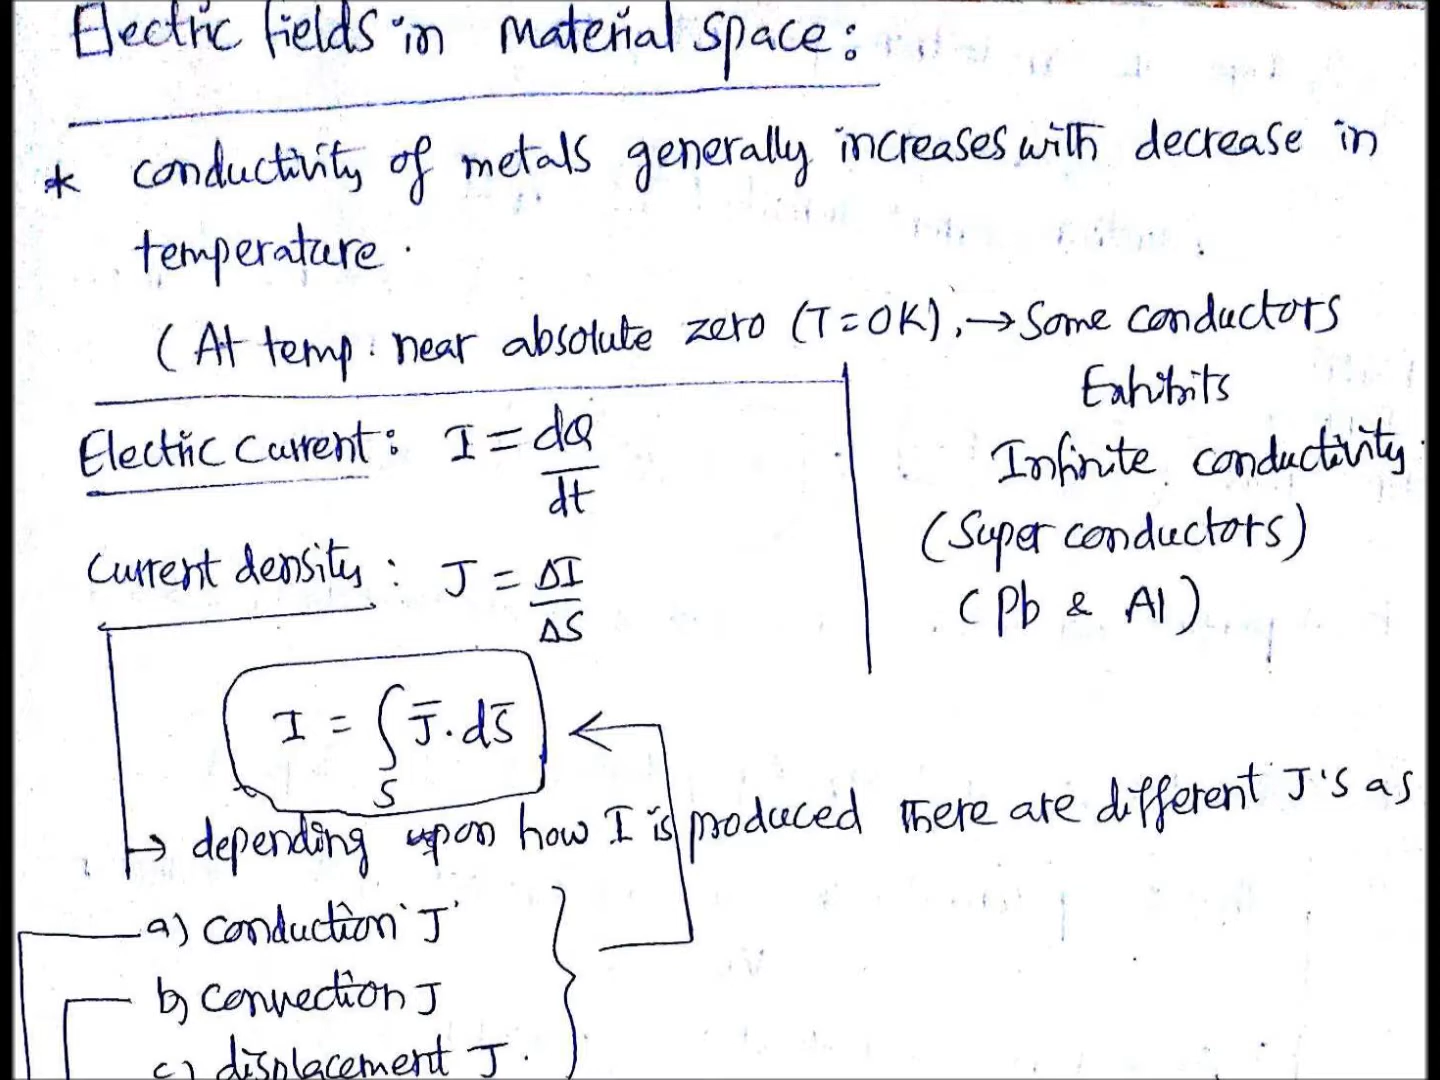 Electric fields in Material space:
* conductivity of metals generally increases with decrease in
temperature.
(At temp. near absolute zero (T=0K), → Some conductors
Exhibits
Infinite conductivity.
(Super conductors)
(Pb & Al)
Electric Current: I = dQ/dt
Current density: J = ΔI/ΔS
I = ∫S J̄.dS̄
→ depending upon how I is produced there are different J's as
a) conduction J
b) convection J
c) displacement J.